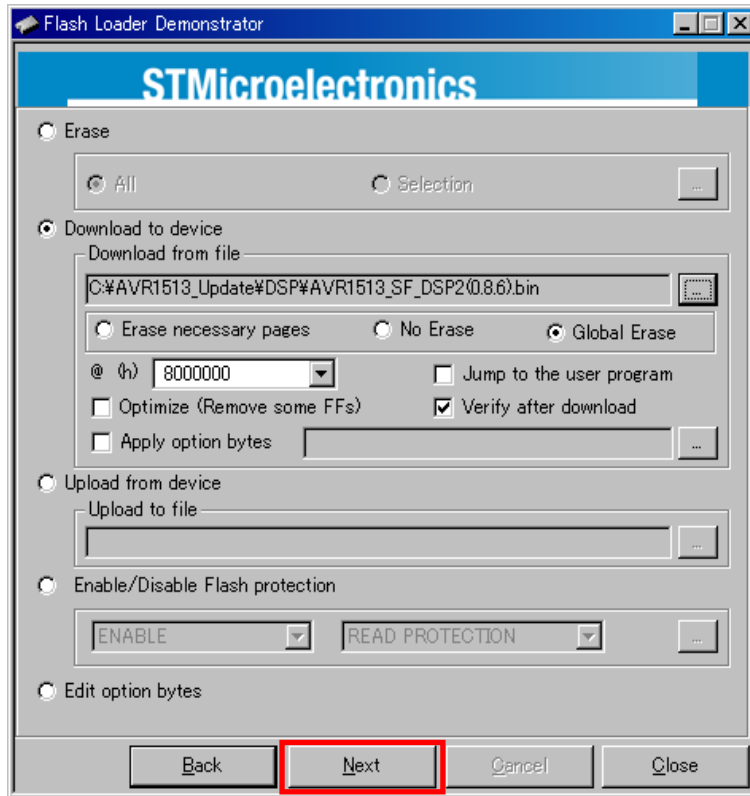 Flash Loader Demonstrator
STMicroelectronics
Erase
All Selection ...
Download to device
Download from file
C:¥AVR1513_Update¥DSP¥AVR1513_SF_DSP2(0.8.6).bin ...
Erase necessary pages No Erase Global Erase
@ (h) 8000000 Jump to the user program
Optimize (Remove some FFs) Verify after download
Apply option bytes ...
Upload from device
Upload to file
...
Enable/Disable Flash protection
ENABLE READ PROTECTION ...
Edit option bytes
Back Next Cancel Close